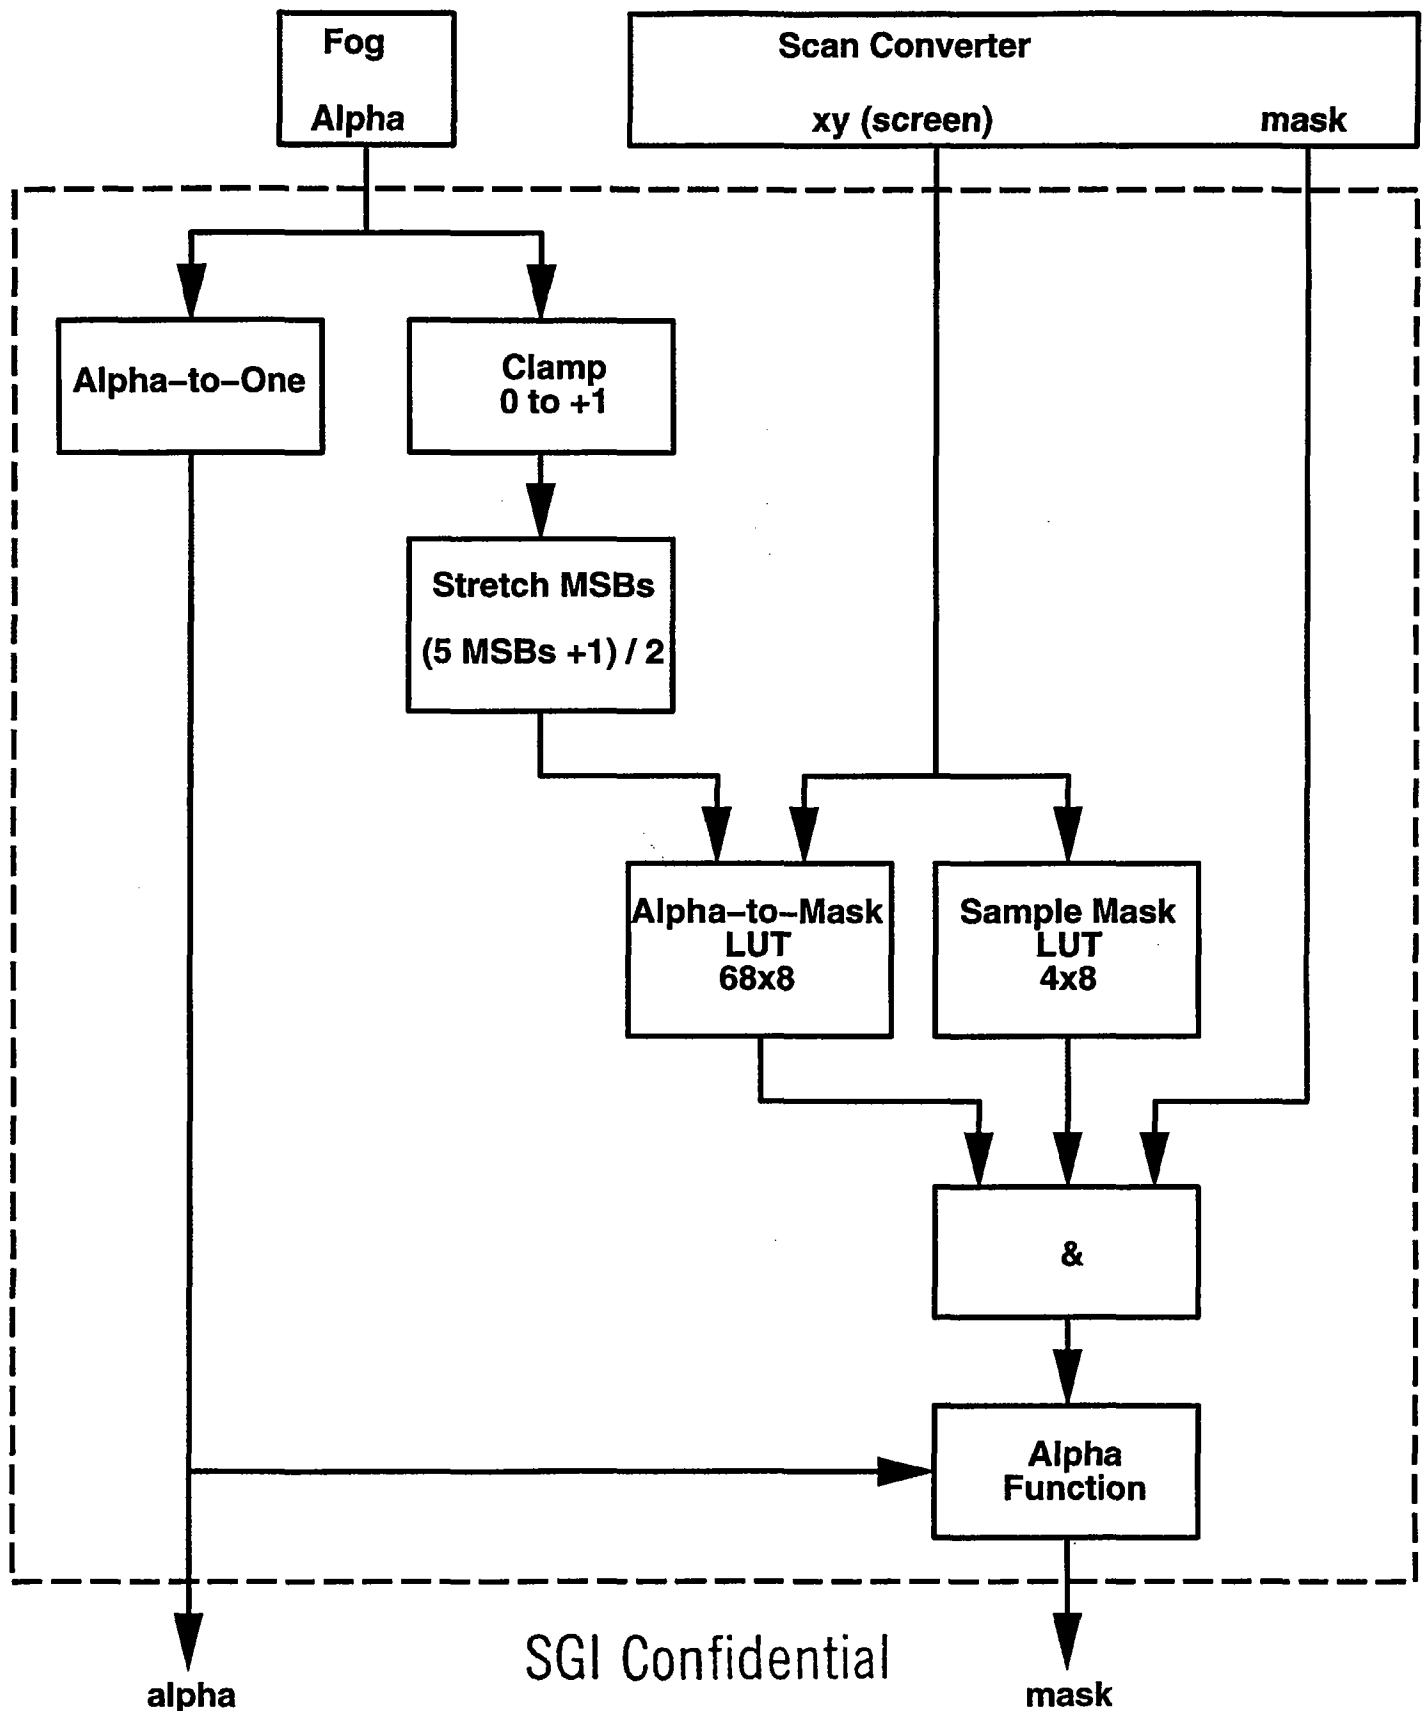 Fog
Alpha
Scan Converter
xy (screen)
mask
Alpha–to–One
Clamp
0 to +1
Stretch MSBs
(5 MSBs +1) / 2
Alpha–to–Mask
LUT
68x8
Sample Mask
LUT
4x8
&
Alpha
Function
SGI Confidential
alpha
mask